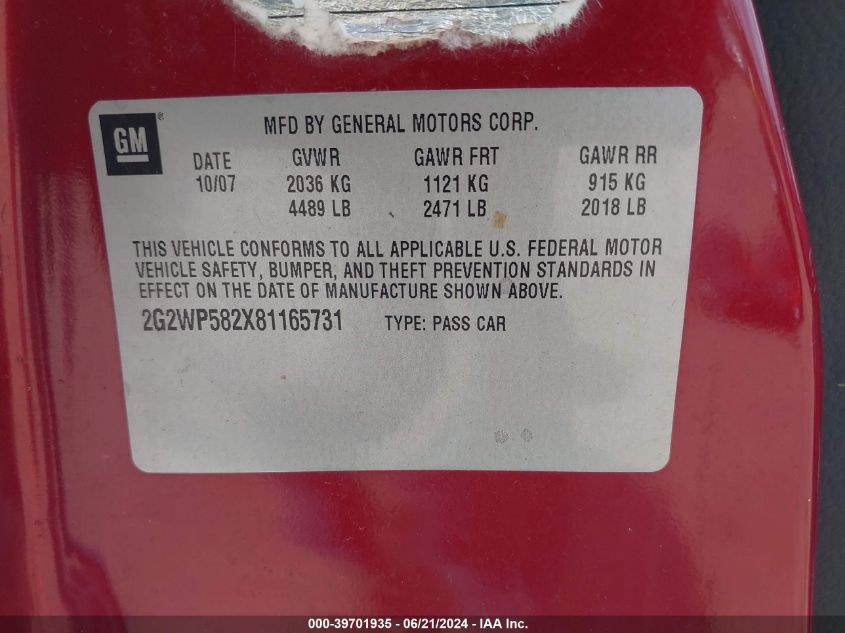 GM®
MFD BY GENERAL MOTORS CORP.
DATE GVWR GAWR FRT GAWR RR
10/07 2036 KG 1121 KG 915 KG
4489 LB 2471 LB 2018 LB
THIS VEHICLE CONFORMS TO ALL APPLICABLE U.S. FEDERAL MOTOR
VEHICLE SAFETY, BUMPER, AND THEFT PREVENTION STANDARDS IN
EFFECT ON THE DATE OF MANUFACTURE SHOWN ABOVE.
2G2WP582X81165731 TYPE: PASS CAR
000-39701935 - 06/21/2024 - IAA Inc.